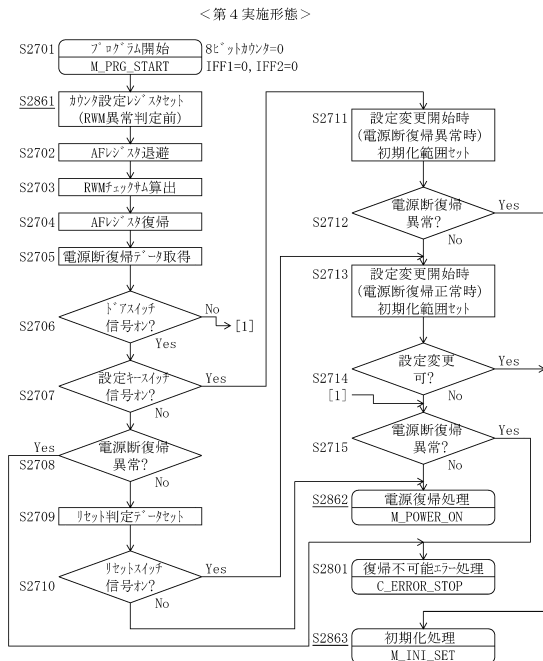 ＜第４実施形態＞
S2701
ﾌﾟﾛｸﾞﾗﾑ開始
M_PRG_START
8ﾋﾞｯﾄｶｳﾝﾀ=0
IFF1=0, IFF2=0
S2861
ｶｳﾝﾀ設定ﾚｼﾞｽﾀｾｯﾄ
(RWM異常判定前)
S2702
AFﾚｼﾞｽﾀ退避
S2703
RWMﾁｪｯｸｻﾑ算出
S2704
AFﾚｼﾞｽﾀ復帰
S2705
電源断復帰ﾃﾞｰﾀ取得
S2706
ﾄﾞｱｽｲｯﾁ
信号ｵﾝ?
No
[1]
Yes
S2707
設定ｷｰｽｲｯﾁ
信号ｵﾝ?
Yes
No
Yes
S2708
電源断復帰
異常?
No
S2709
ﾘｾｯﾄ判定ﾃﾞｰﾀｾｯﾄ
S2710
ﾘｾｯﾄｽｲｯﾁ
信号ｵﾝ?
Yes
No
S2711
設定変更開始時
(電源断復帰異常時)
初期化範囲ｾｯﾄ
S2712
電源断復帰
異常?
Yes
No
S2713
設定変更開始時
(電源断復帰正常時)
初期化範囲ｾｯﾄ
S2714
設定変更
可?
Yes
[1]
No
S2715
電源断復帰
異常?
Yes
No
S2862
電源復帰処理
M_POWER_ON
S2801
復帰不可能ｴﾗｰ処理
C_ERROR_STOP
S2863
初期化処理
M_INI_SET